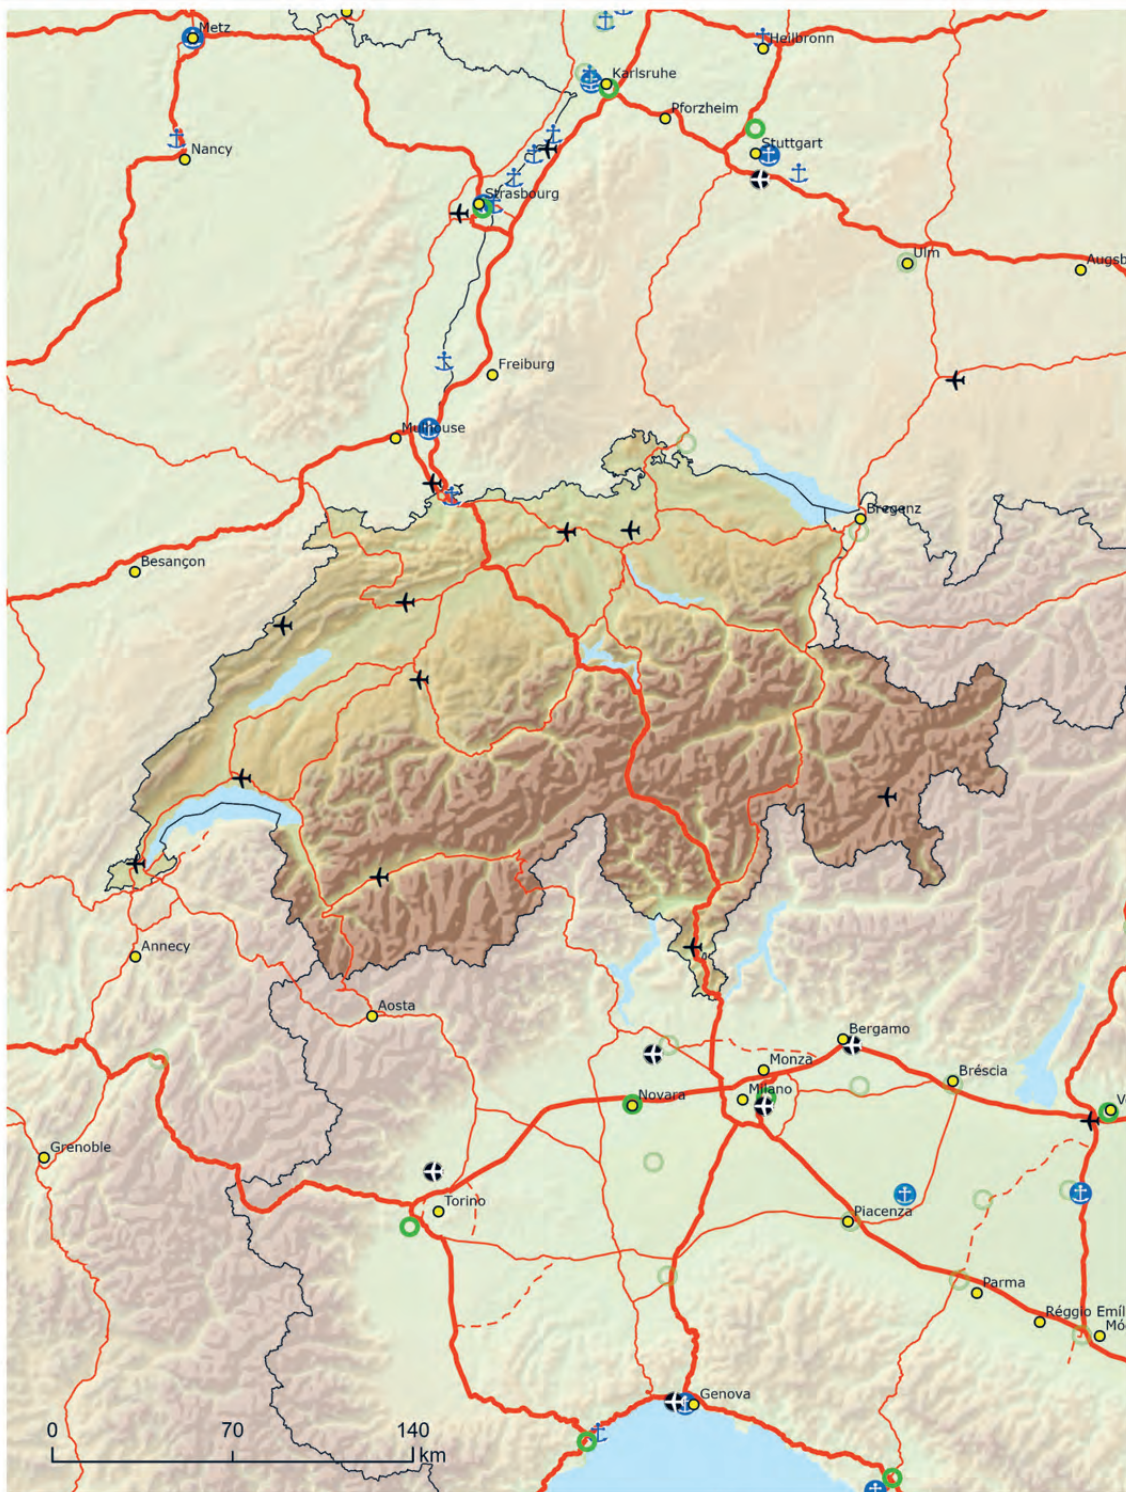 Metz
Heilbronn
Karlsruhe
Pforzheim
Nancy
Stuttgart
Strasbourg
Ulm
Augsb
Freiburg
Mulhouse
Bregenz
Besançon
Annecy
Aosta
Bergamo
Monza
Bréscia
Novara
Milano
V
Grenoble
Torino
Piacenza
Parma
Réggio Emíl
Mó
Genova
0 70 140
km